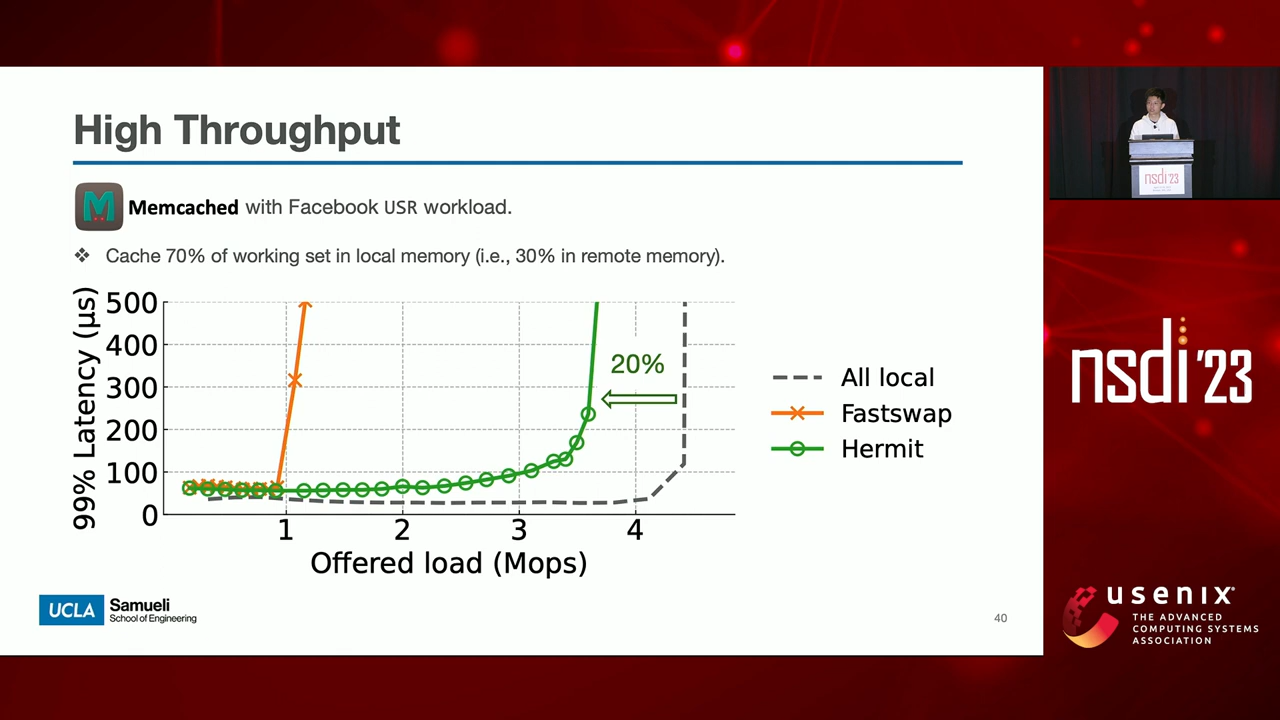 High Throughput
M Memcached with Facebook USR workload.
❖ Cache 70% of working set in local memory (i.e., 30% in remote memory).
99% Latency (µs)
500
400
300
200
100
0
20%
1 2 3 4
Offered load (Mops)
All local
Fastswap
Hermit
UCLA Samueli
School of Engineering
40
nsdi '23
nsdi '23
usenix
THE ADVANCED
COMPUTING SYSTEMS
ASSOCIATION